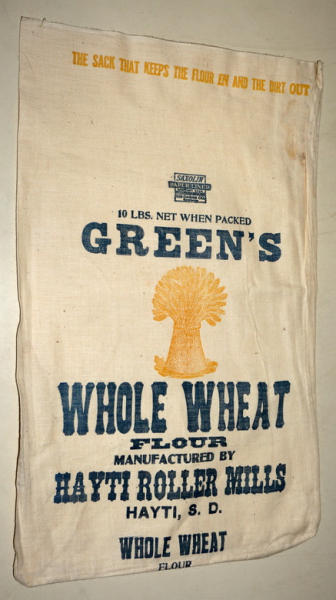 THE SACK THAT KEEPS THE FLOUR IN AND THE DIRT OUT
SAXOLIN
PAPER LINED
10 LBS. NET WHEN PACKED
GREEN'S
WHOLE WHEAT
FLOUR
MANUFACTURED BY
HAYTI ROLLER MILLS
HAYTI, S. D.
WHOLE WHEAT
FLOUR